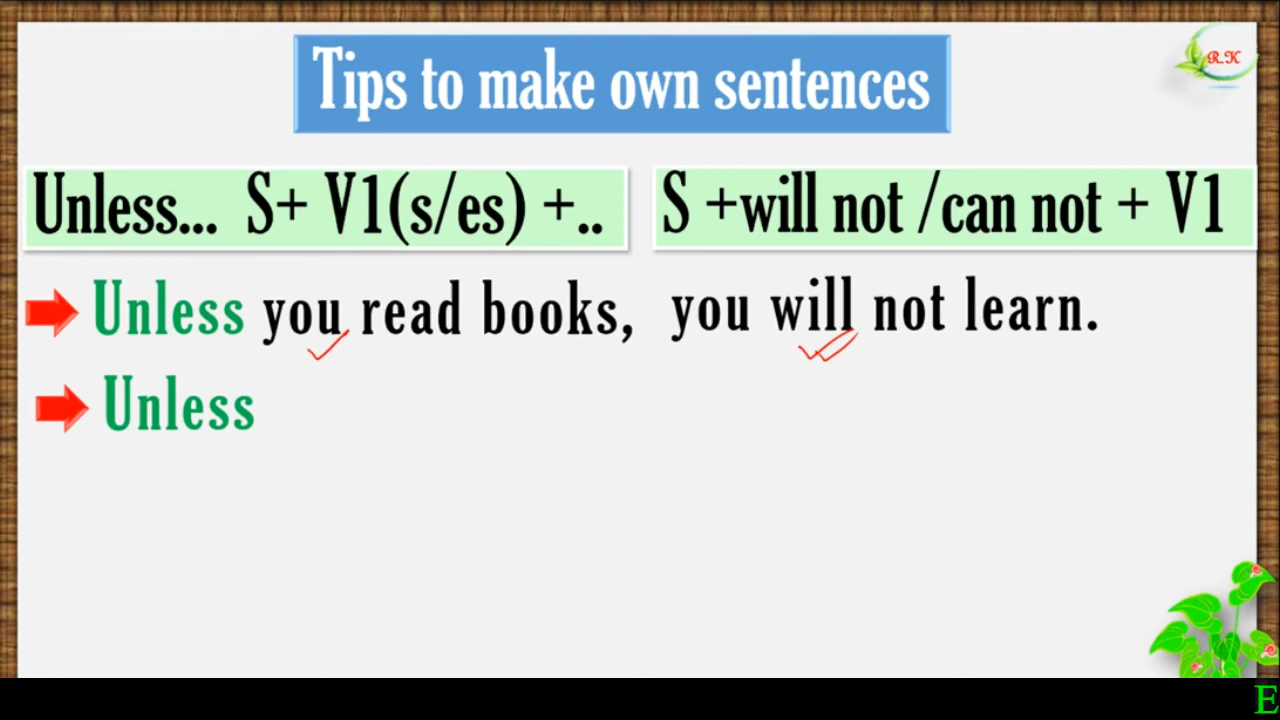 R.K
Tips to make own sentences
Unless... S+ V1(s/es) +..
S +will not /can not + V1
Unless you read books, you will not learn.
Unless
E